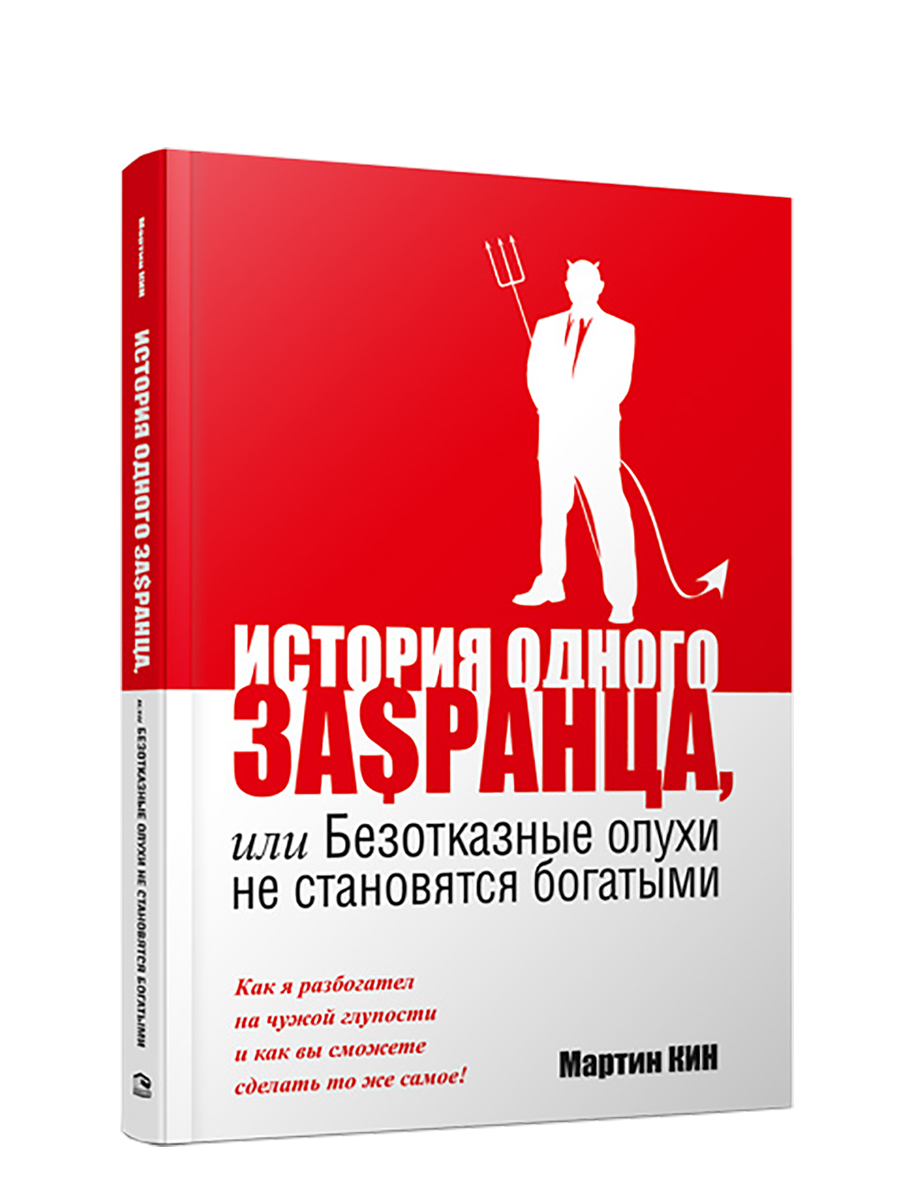 Мартин КИН
ИСТОРИЯ ОДНОГО ЗА$РАНЦА,
или БЕЗОТКАЗНЫЕ ОЛУХИ НЕ СТАНОВЯТСЯ БОГАТЫМИ
ИСТОРИЯ ОДНОГО
ЗА$РАНЦА,
или Безотказные олухи
не становятся богатыми
Как я разбогател
на чужой глупости
и как вы сможете
сделать то же самое!
Мартин КИН